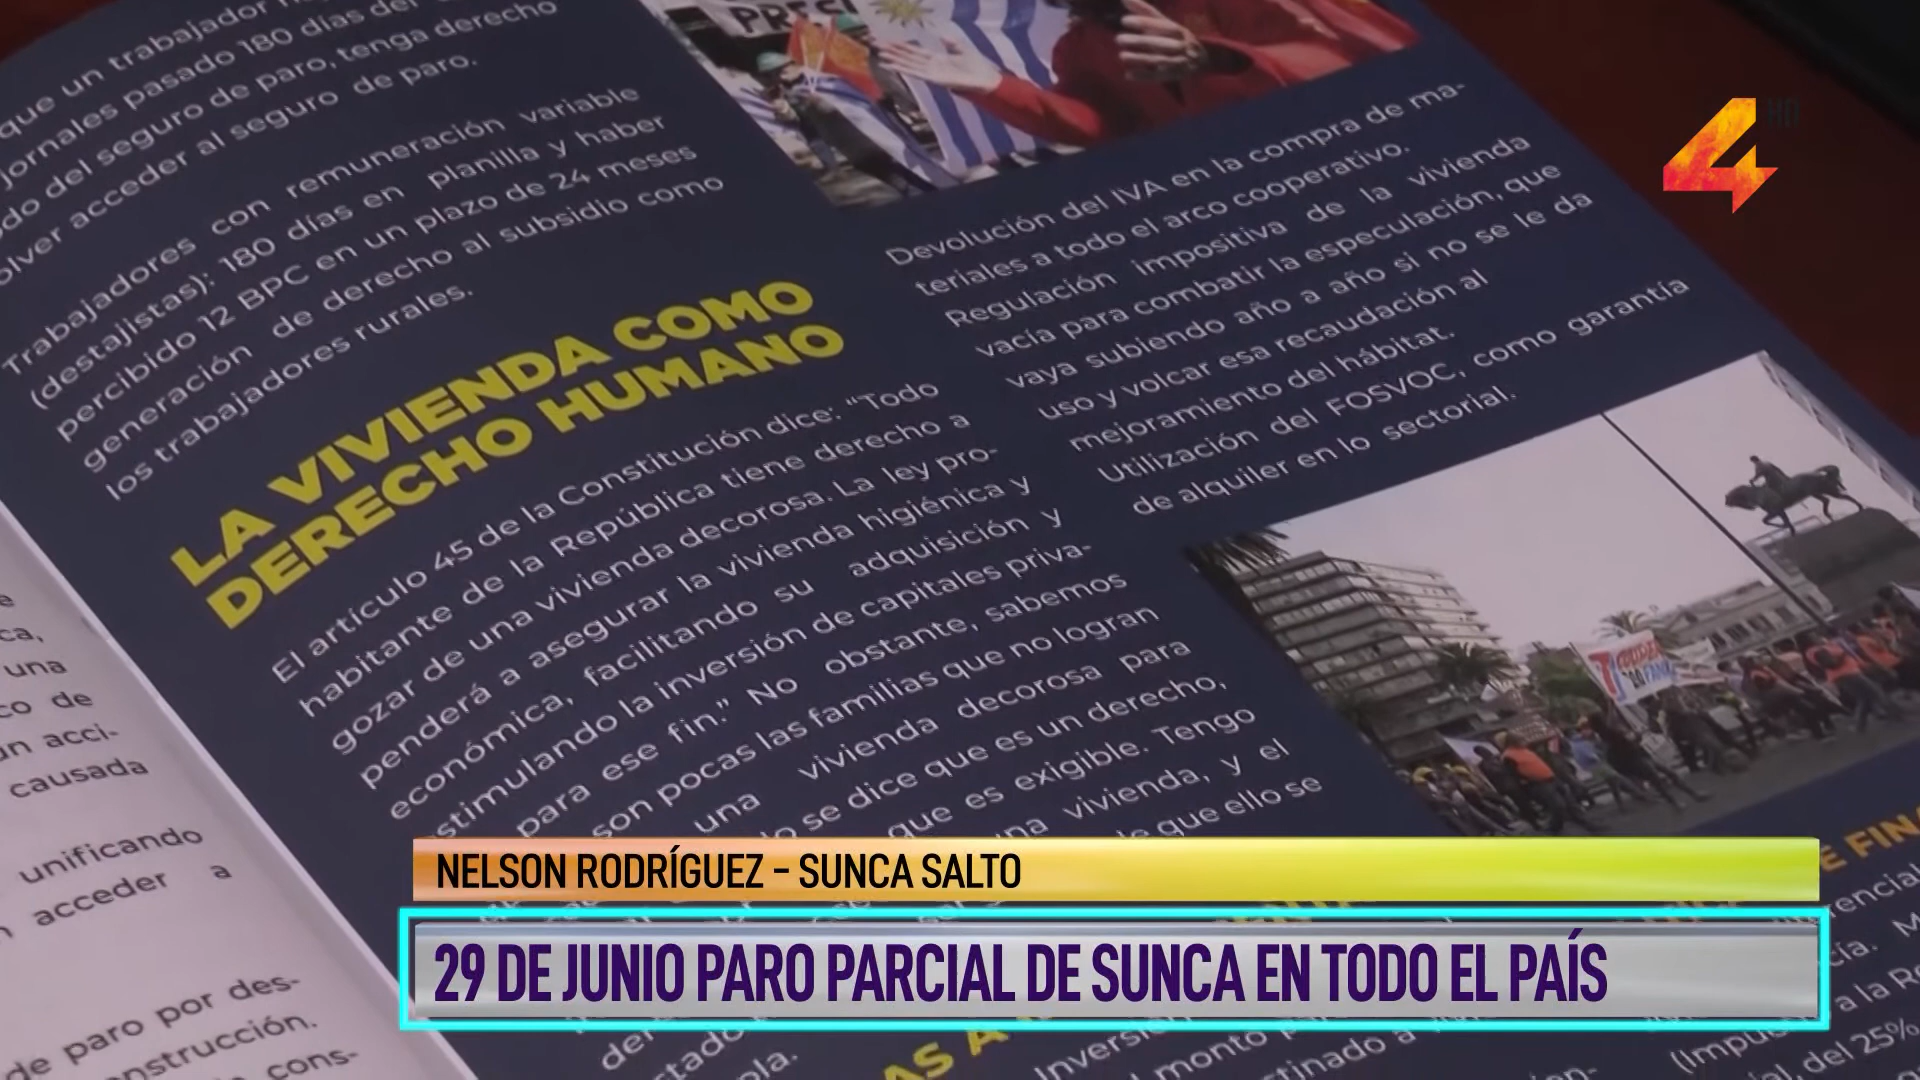 que un trabajador
jornales pasado 180 días del
do del seguro de paro, tenga derecho
olver acceder al seguro de paro.
Trabajadores con remuneración variable
(destajistas): 180 días en planilla y haber
percibido 12 BPC en un plazo de 24 meses
generación de derecho al subsidio como
los trabajadores rurales.
LA VIVIENDA COMO
DERECHO HUMANO
El artículo 45 de la Constitución dice: “Todo
habitante de la República tiene derecho a
gozar de una vivienda decorosa. La ley pro-
penderá a asegurar la vivienda higiénica y
económica, facilitando su adquisición y
estimulando la inversión de capitales priva-
para ese fin.” No obstante, sabemos
son pocas las familias que no logran
una vivienda decorosa para
se dice que es un derecho,
que es exigible. Tengo
una vivienda, y el
de que ello se
Devolución del IVA en la compra de ma-
teriales a todo el arco cooperativo.
Regulación impositiva de la vivienda
vacía para combatir la especulación, que
vaya subiendo año a año si no se le da
uso y volcar esa recaudación al
mejoramiento del hábitat.
Utilización del FOSVOC, como garantía
de alquiler en lo sectorial.
ca,
una
co de
un acci-
causada
unificando
acceder a
de paro por des-
onstrucción.
cons-
4 HD
NELSON RODRÍGUEZ - SUNCA SALTO
29 DE JUNIO PARO PARCIAL DE SUNCA EN TODO EL PAÍS
Inversión
monto
a la
(Impu
del 25%